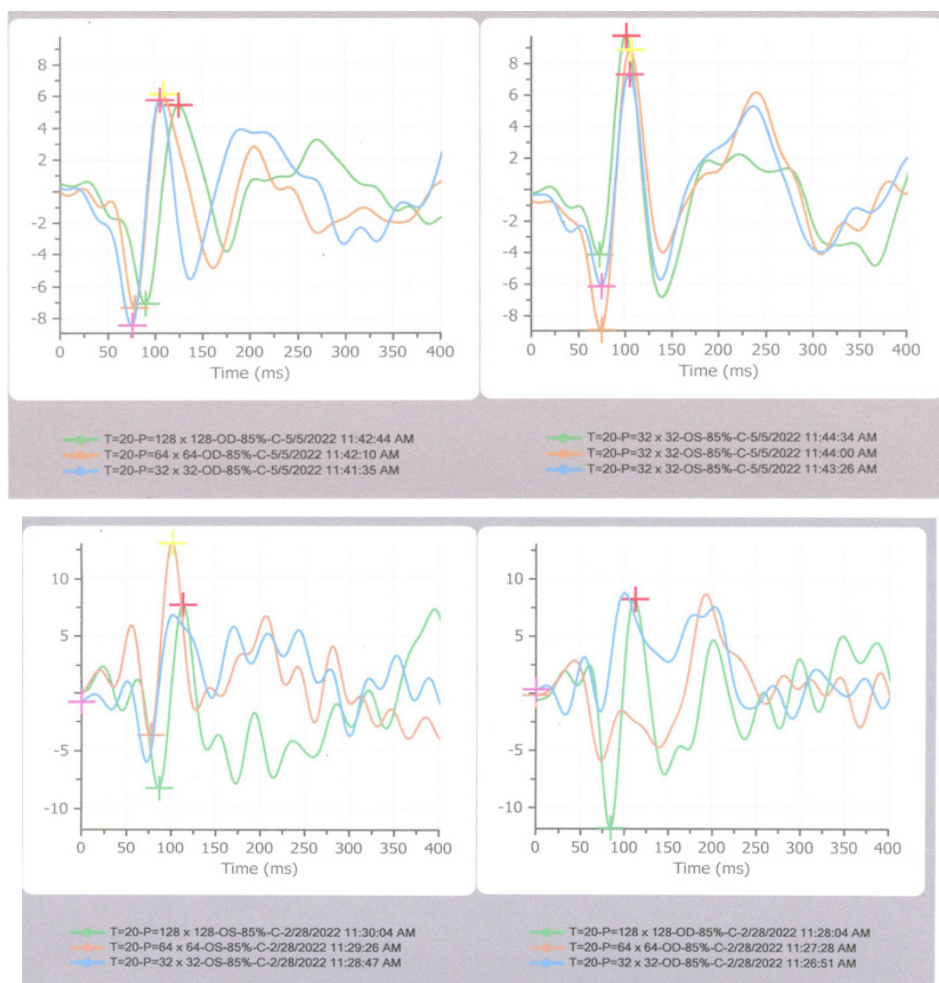 8
6
4
2
-2
-4
-6
-8
0 50 100 150 200 250 300 350 400
Time (ms)
8
6
4
2
-2
-4
-6
-8
0 50 100 150 200 250 300 350 400
Time (ms)
T=20-P=128 x 128-OD-85%-C-5/5/2022 11:42:44 AM
T=20-P=64 x 64-OD-85%-C-5/5/2022 11:42:10 AM
T=20-P=32 x 32-OD-85%-C-5/5/2022 11:41:35 AM
T=20-P=32 x 32-OS-85%-C-5/5/2022 11:44:34 AM
T=20-P=32 x 32-OS-85%-C-5/5/2022 11:44:00 AM
T=20-P=32 x 32-OS-85%-C-5/5/2022 11:43:26 AM
10
5
0
-5
-10
0 50 100 150 200 250 300 350 400
Time (ms)
10
5
0
-5
-10
0 50 100 150 200 250 300 350 400
Time (ms)
T=20-P=128 x 128-OS-85%-C-2/28/2022 11:30:04 AM
T=20-P=64 x 64-OS-85%-C-2/28/2022 11:29:26 AM
T=20-P=32 x 32-OS-85%-C-2/28/2022 11:28:47 AM
T=20-P=128 x 128-OD-85%-C-2/28/2022 11:28:04 AM
T=20-P=64 x 64-OD-85%-C-2/28/2022 11:27:28 AM
T=20-P=32 x 32-OD-85%-C-2/28/2022 11:26:51 AM